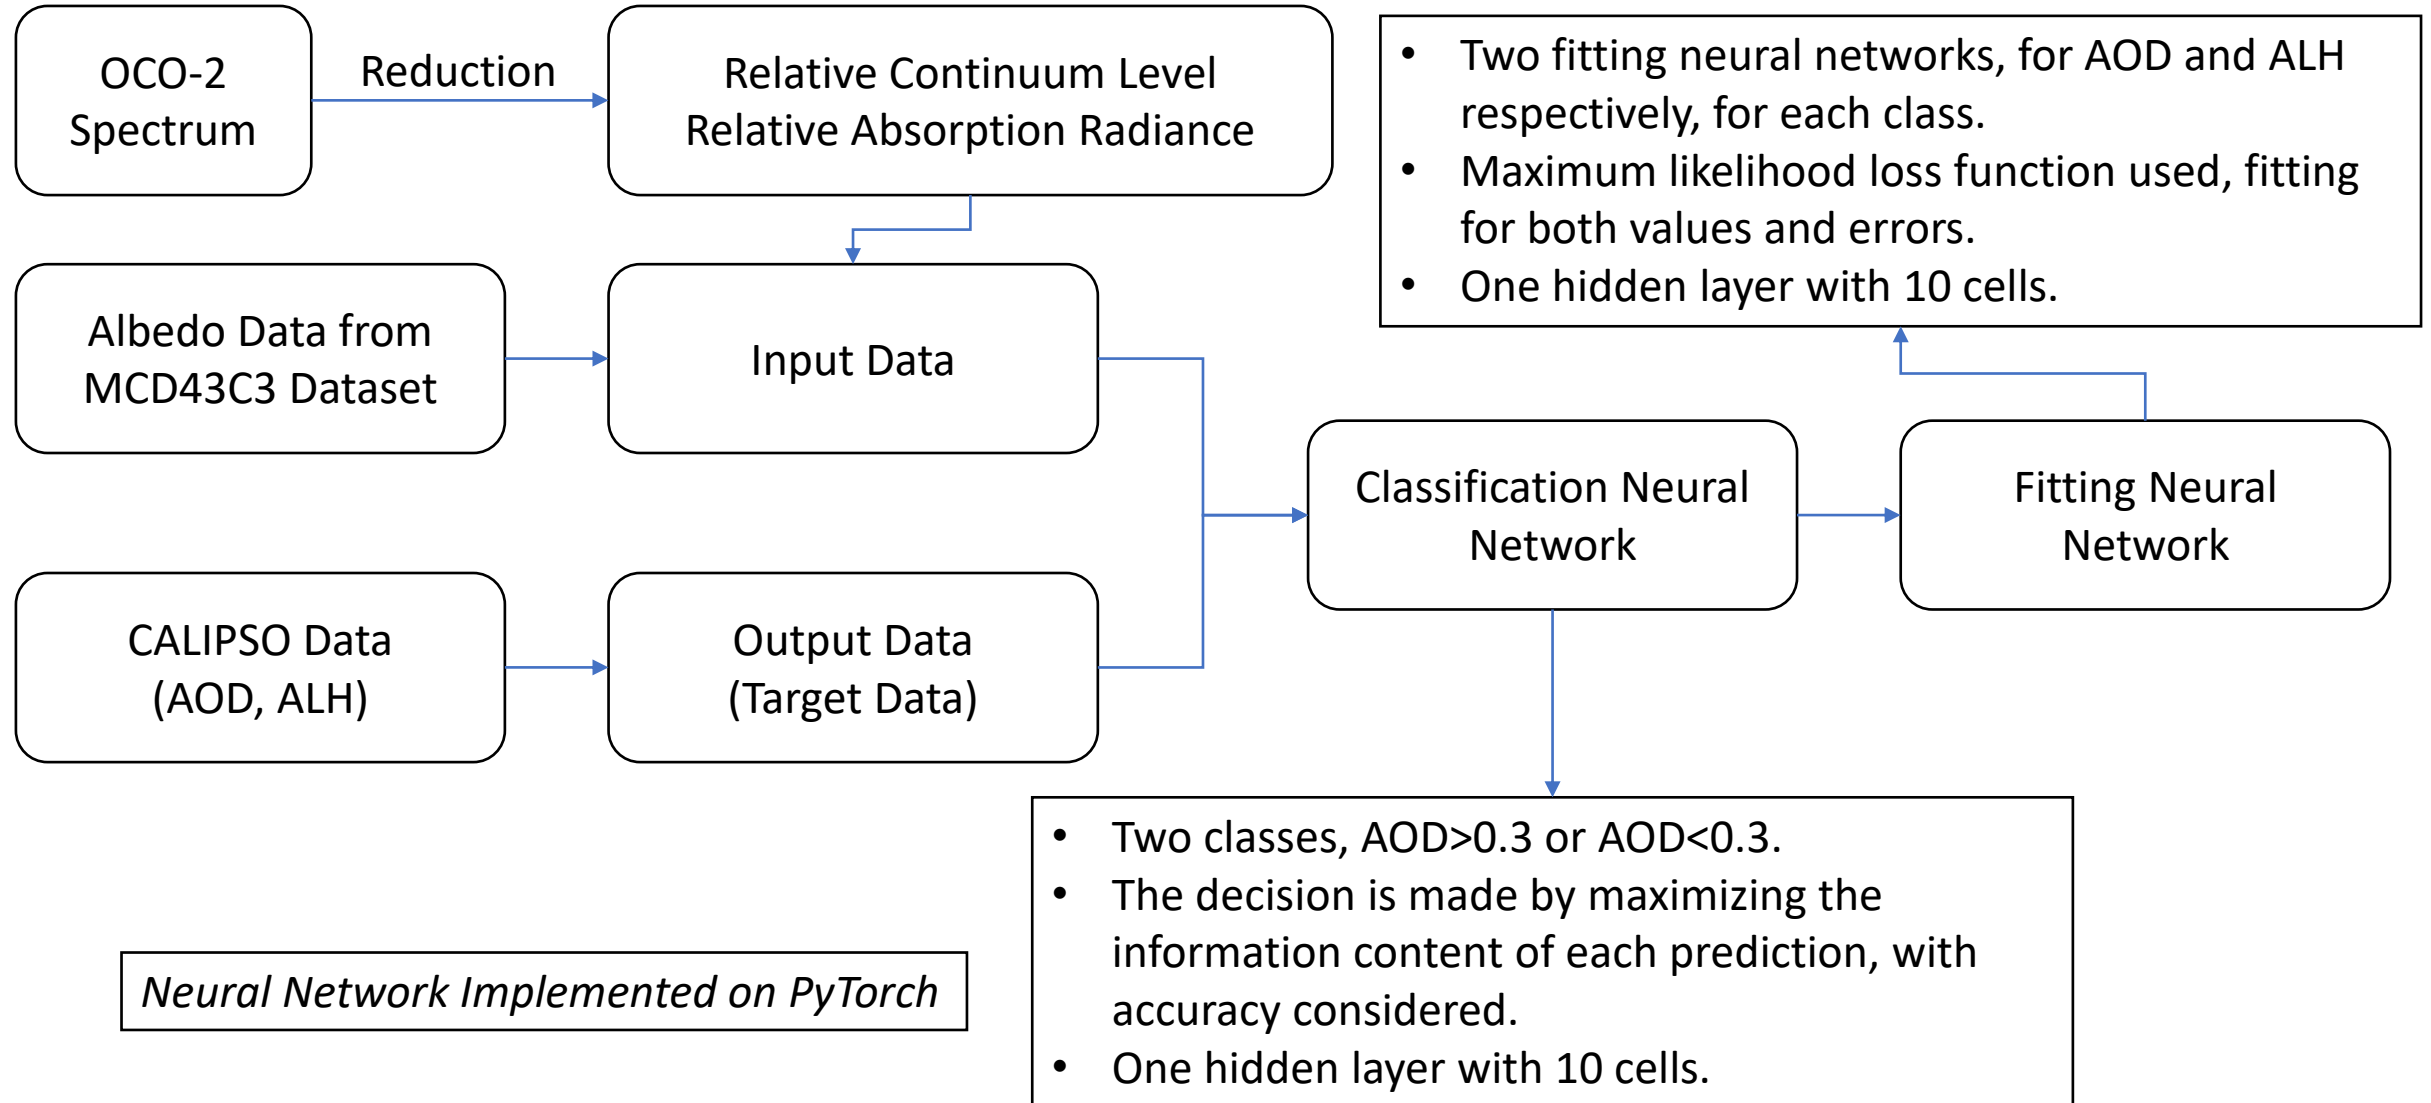 OCO-2
Spectrum
Reduction
Relative Continuum Level
Relative Absorption Radiance
• Two fitting neural networks, for AOD and ALH
respectively, for each class.
• Maximum likelihood loss function used, fitting
for both values and errors.
• One hidden layer with 10 cells.
Albedo Data from
MCD43C3 Dataset
Input Data
Classification Neural
Network
Fitting Neural
Network
CALIPSO Data
(AOD, ALH)
Output Data
(Target Data)
• Two classes, AOD>0.3 or AOD<0.3.
• The decision is made by maximizing the
information content of each prediction, with
accuracy considered.
• One hidden layer with 10 cells.
Neural Network Implemented on PyTorch